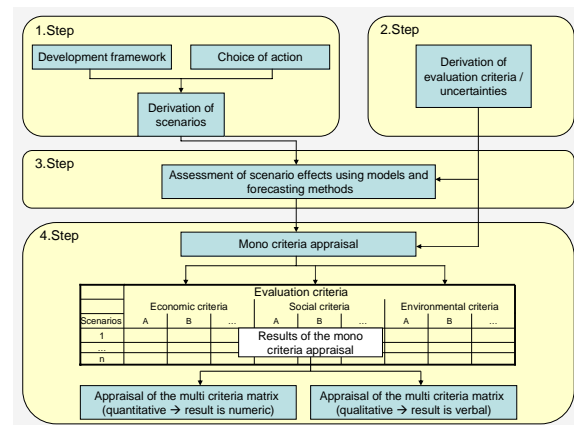 1.Step
Development framework
Choice of action
Derivation of
scenarios
2.Step
Derivation of
evaluation criteria /
uncertainties
3.Step
Assessment of scenario effects using models and
forecasting methods
4.Step
Mono criteria appraisal
Evaluation criteria
Economic criteria Social criteria Environmental criteria
Scenarios A B ... A B ... A B ...
1
...
n
Results of the mono
criteria appraisal
Appraisal of the multi criteria matrix
(quantitative → result is numeric)
Appraisal of the multi criteria matrix
(qualitative → result is verbal)